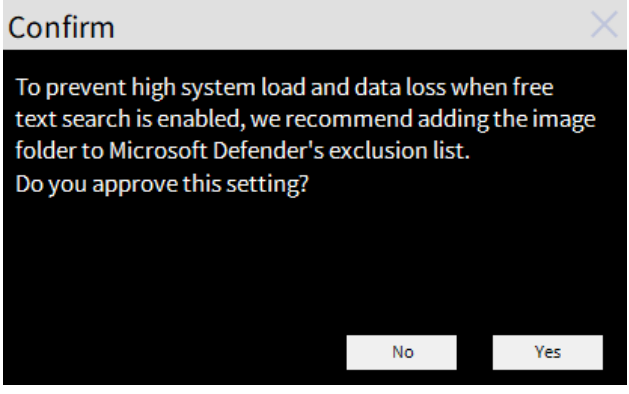 Confirm
To prevent high system load and data loss when free
text search is enabled, we recommend adding the image
folder to Microsoft Defender's exclusion list.
Do you approve this setting?
No
Yes